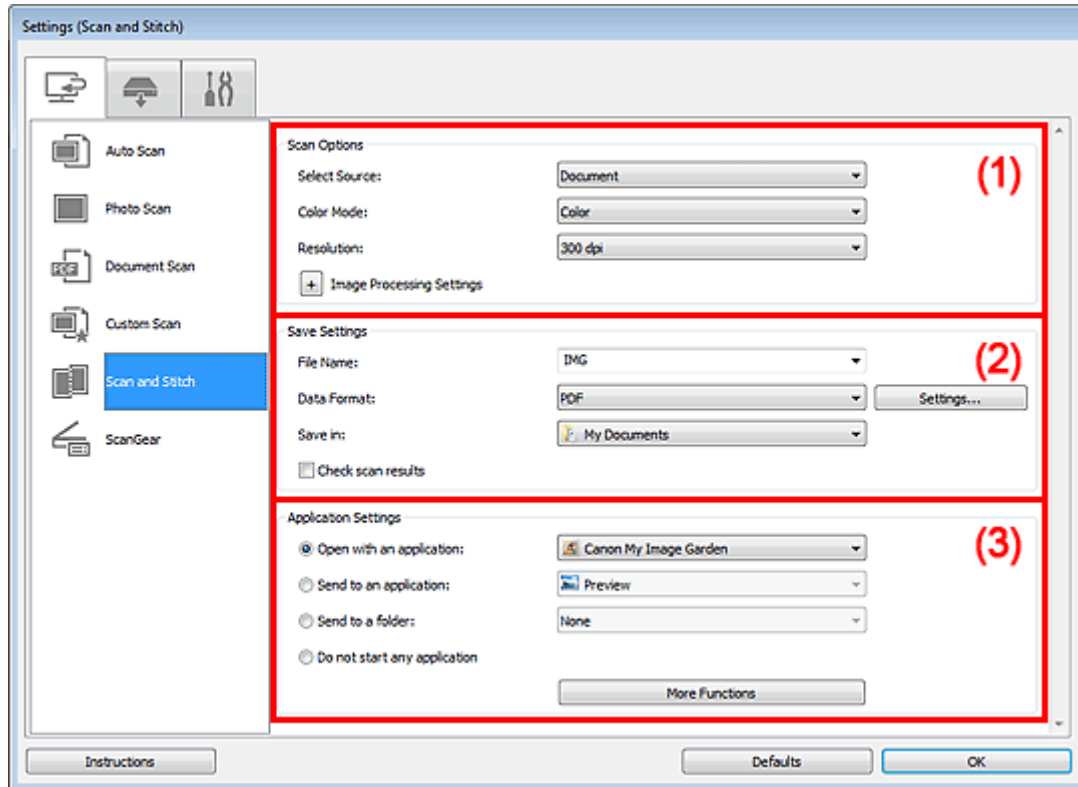 Settings (Scan and Stitch)
Auto Scan
Photo Scan
PDF
Document Scan
Custom Scan
Scan and Stitch
ScanGear
Scan Options
(1)
Select Source: Document
Color Mode: Color
Resolution: 300 dpi
+ Image Processing Settings
Save Settings
(2)
File Name: IMG
Data Format: PDF Settings...
Save in: My Documents
Check scan results
Application Settings
(3)
Open with an application: Canon My Image Garden
Send to an application: Preview
Send to a folder: None
Do not start any application
More Functions
Instructions Defaults OK